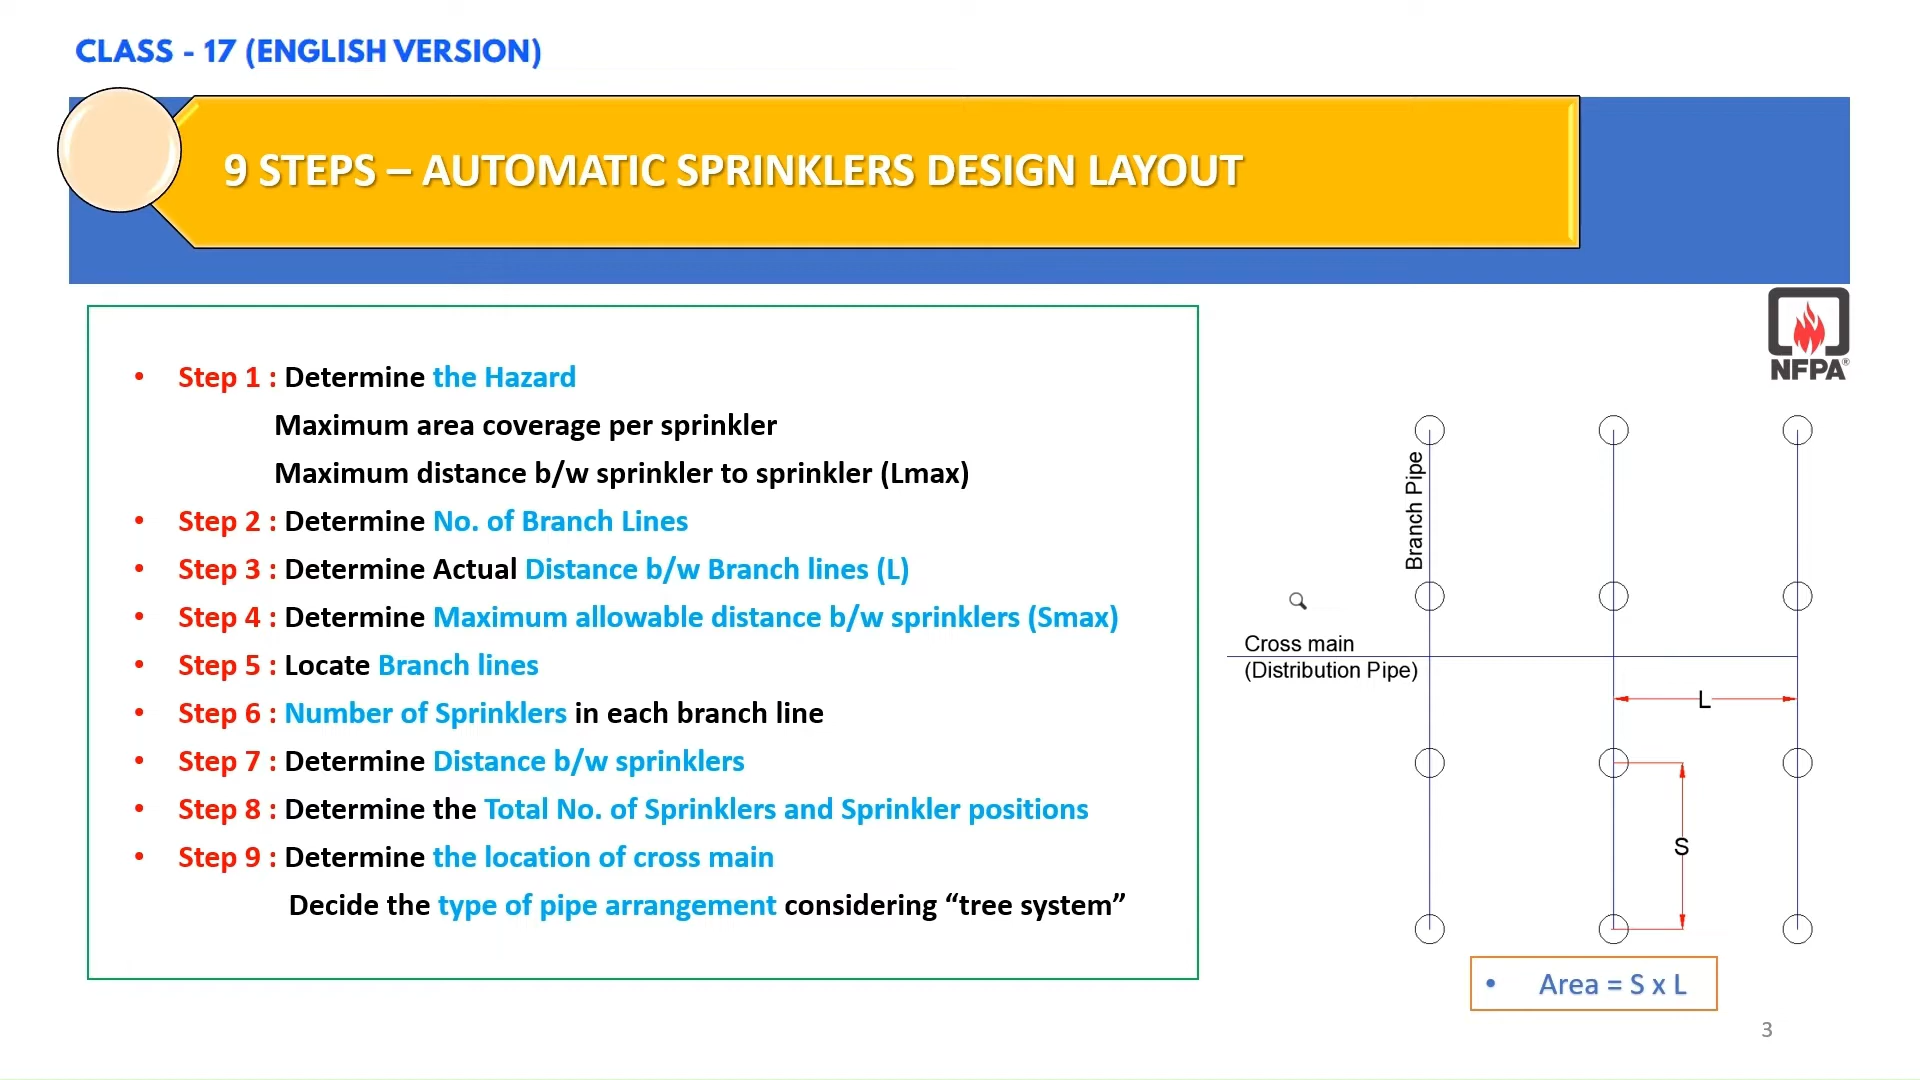 CLASS - 17 (ENGLISH VERSION)
9 STEPS – AUTOMATIC SPRINKLERS DESIGN LAYOUT
NFPA®
• Step 1 : Determine the Hazard
Maximum area coverage per sprinkler
Maximum distance b/w sprinkler to sprinkler (Lmax)
• Step 2 : Determine No. of Branch Lines
• Step 3 : Determine Actual Distance b/w Branch lines (L)
• Step 4 : Determine Maximum allowable distance b/w sprinklers (Smax)
• Step 5 : Locate Branch lines
• Step 6 : Number of Sprinklers in each branch line
• Step 7 : Determine Distance b/w sprinklers
• Step 8 : Determine the Total No. of Sprinklers and Sprinkler positions
• Step 9 : Determine the location of cross main
Decide the type of pipe arrangement considering “tree system”
Branch Pipe
Cross main
(Distribution Pipe)
L
S
• Area = S x L
3